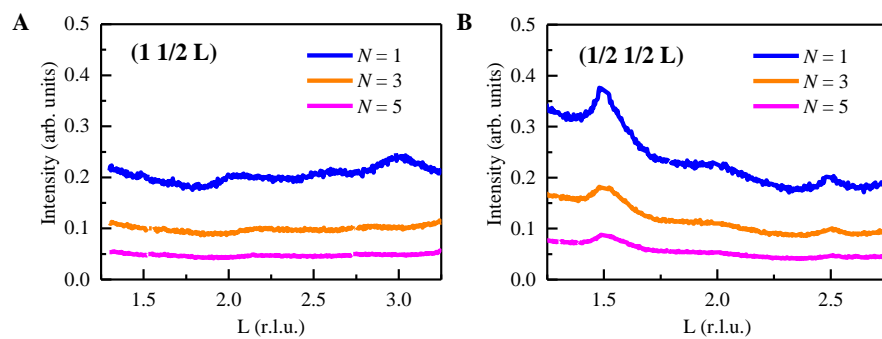 A
(1 1/2 L)
N = 1
N = 3
N = 5
Intensity (arb. units)
0.5
0.4
0.3
0.2
0.1
0.0
1.5
2.0
2.5
3.0
L (r.l.u.)
B
(1/2 1/2 L)
N = 1
N = 3
N = 5
Intensity (arb. units)
0.5
0.4
0.3
0.2
0.1
0.0
1.5
2.0
2.5
L (r.l.u.)